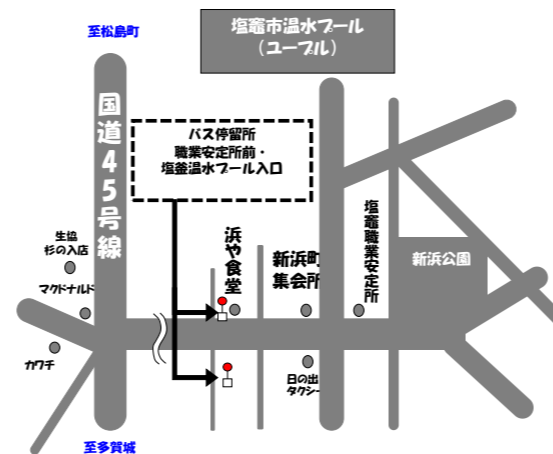 至松島町
塩竈市温水プール
（ユープル）
国道45号線
バス停留所
職業安定所前・
塩釜温水プール入口
生協
杉の入店
マクドナルド
カワチ
浜や食堂
新浜町
集会所
塩竈職業安定所
新浜公園
日の出
タクシー
至多賀城